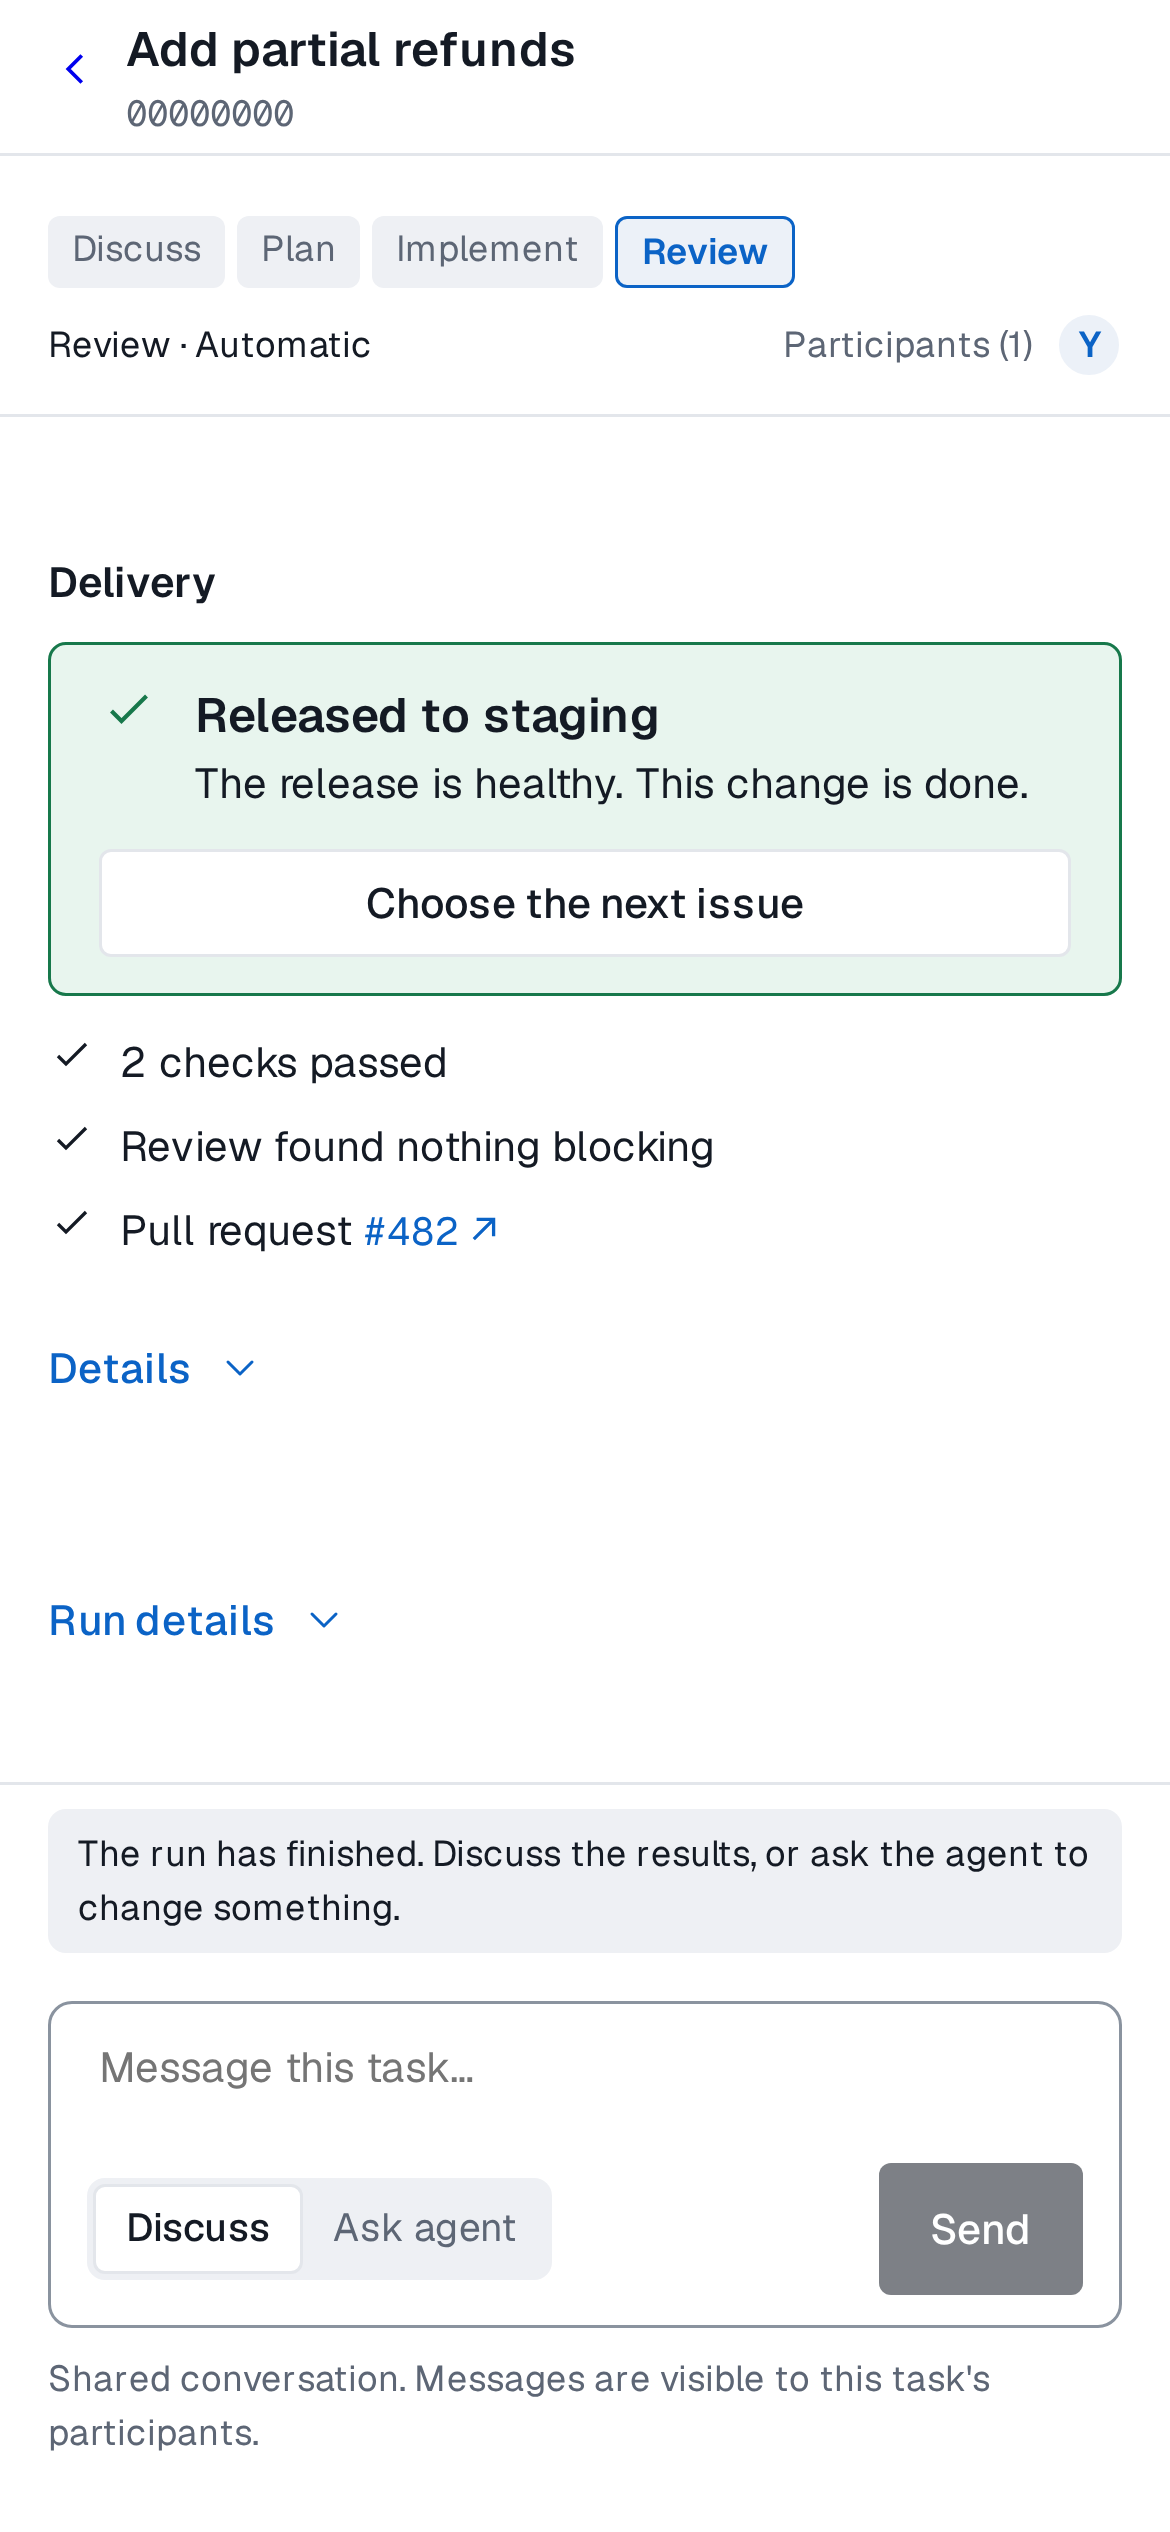 Add partial refunds
00000000
Discuss Plan Implement Review
Review · Automatic Participants (1) Y
Delivery
Released to staging
The release is healthy. This change is done.
Choose the next issue
2 checks passed
Review found nothing blocking
Pull request #482
Details
Run details
The run has finished. Discuss the results, or ask the agent to
change something.
Message this task...
Discuss Ask agent Send
Shared conversation. Messages are visible to this task's
participants.